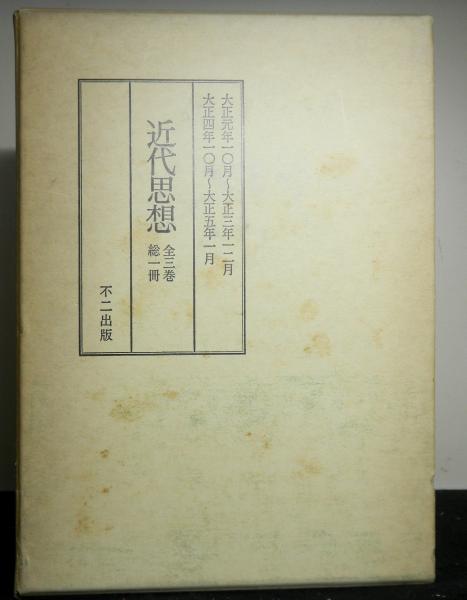 大正元年一〇月〜大正三年一二月
大正四年一〇月〜大正五年一月
近代思想
全三巻
総一冊
不二出版